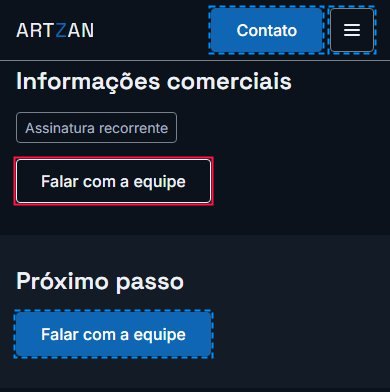 ARTZAN
Contato
Informações comerciais
Assinatura recorrente
Falar com a equipe
Próximo passo
Falar com a equipe